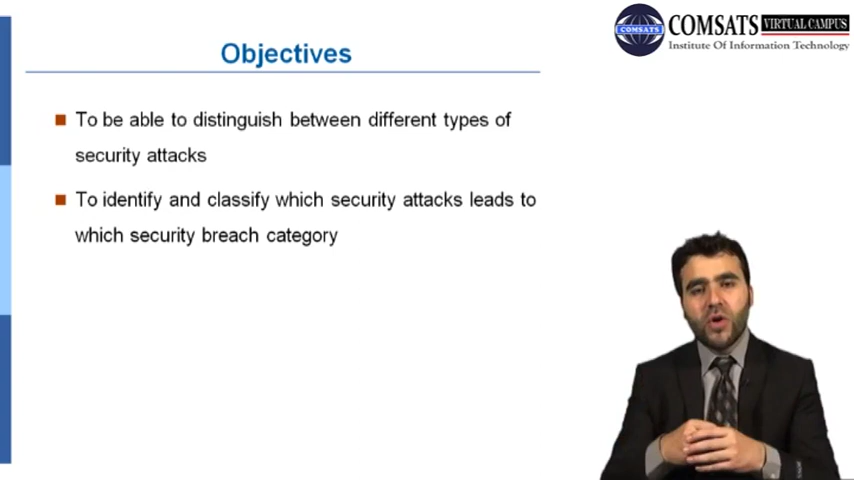 COMSATS VIRTUAL CAMPUS
COMSATS
Institute Of Information Technology
Objectives
To be able to distinguish between different types of
security attacks
To identify and classify which security attacks leads to
which security breach category